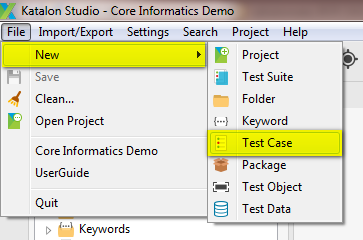 Katalon Studio - Core Informatics Demo
File Import/Export Settings Search Project Help
New
Save
Clean...
Open Project
Core Informatics Demo
UserGuide
Quit
Project
Test Suite
Folder
Keyword
Test Case
Package
Test Object
Test Data
Keywords